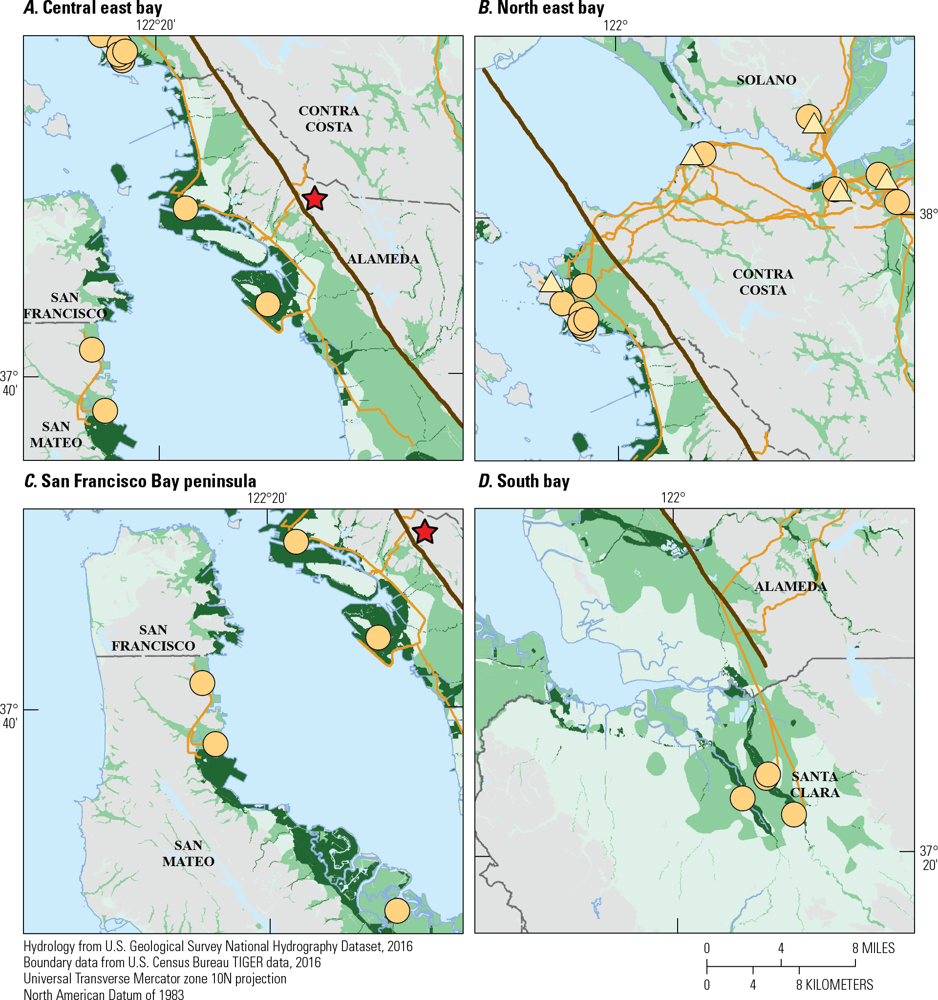 A. Central east bay
122°20'
CONTRA
COSTA
ALAMEDA
SAN
FRANCISCO
37°
40'
SAN
MATEO
B. North east bay
122°
SOLANO
38°
CONTRA
COSTA
C. San Francisco Bay peninsula
122°20'
SAN
FRANCISCO
37°
40'
SAN
MATEO
D. South bay
122°
ALAMEDA
SANTA
CLARA
37°
20'
Hydrology from U.S. Geological Survey National Hydrography Dataset, 2016
Boundary data from U.S. Census Bureau TIGER data, 2016
Universal Transverse Mercator zone 10N projection
North American Datum of 1983
0 4 8 MILES
0 4 8 KILOMETERS